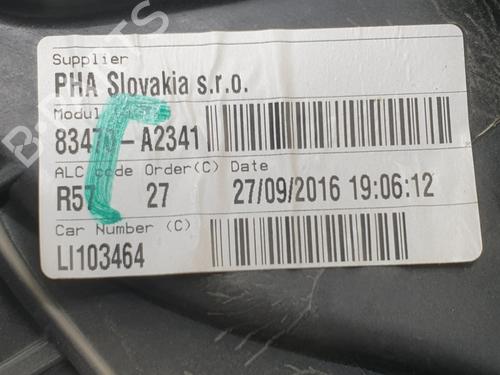 Supplier
PHA Slovakia s.r.o.
Modul
83470-A2341
ALC code Order(C) Date
R57 27 27/09/2016 19:06:12
Car Number (C)
LI103464